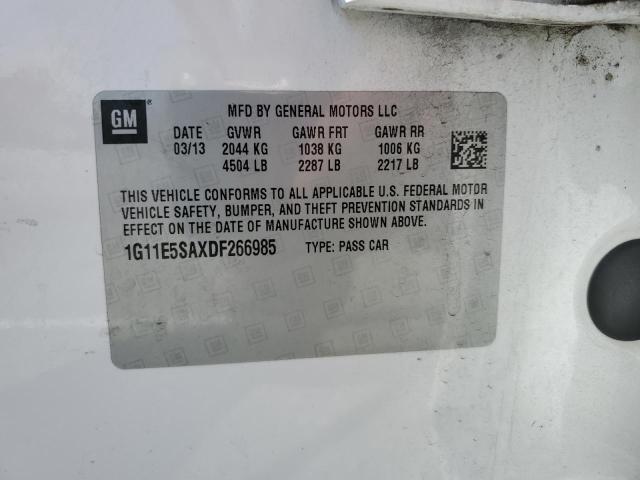 GM
MFD BY GENERAL MOTORS LLC
DATE GVWR GAWR FRT GAWR RR
03/13 2044 KG 1038 KG 1006 KG
4504 LB 2287 LB 2217 LB
THIS VEHICLE CONFORMS TO ALL APPLICABLE U.S. FEDERAL MOTOR
VEHICLE SAFETY, BUMPER, AND THEFT PREVENTION STANDARDS IN
EFFECT ON THE DATE OF MANUFACTURE SHOWN ABOVE.
1G11E5SAXDF266985 TYPE: PASS CAR